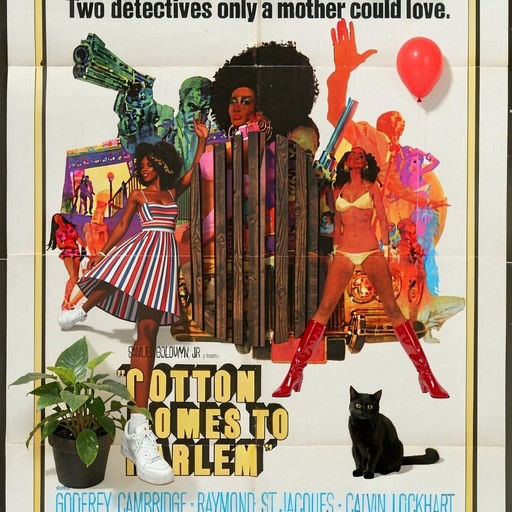 Two detectives only a mother could love.
SAMUEL GOLDWYN, JR. presents
"COTTON
COMES TO
HARLEM"
GODFREY CAMBRIDGE · RAYMOND ST. JACQUES · CALVIN LOCKHART